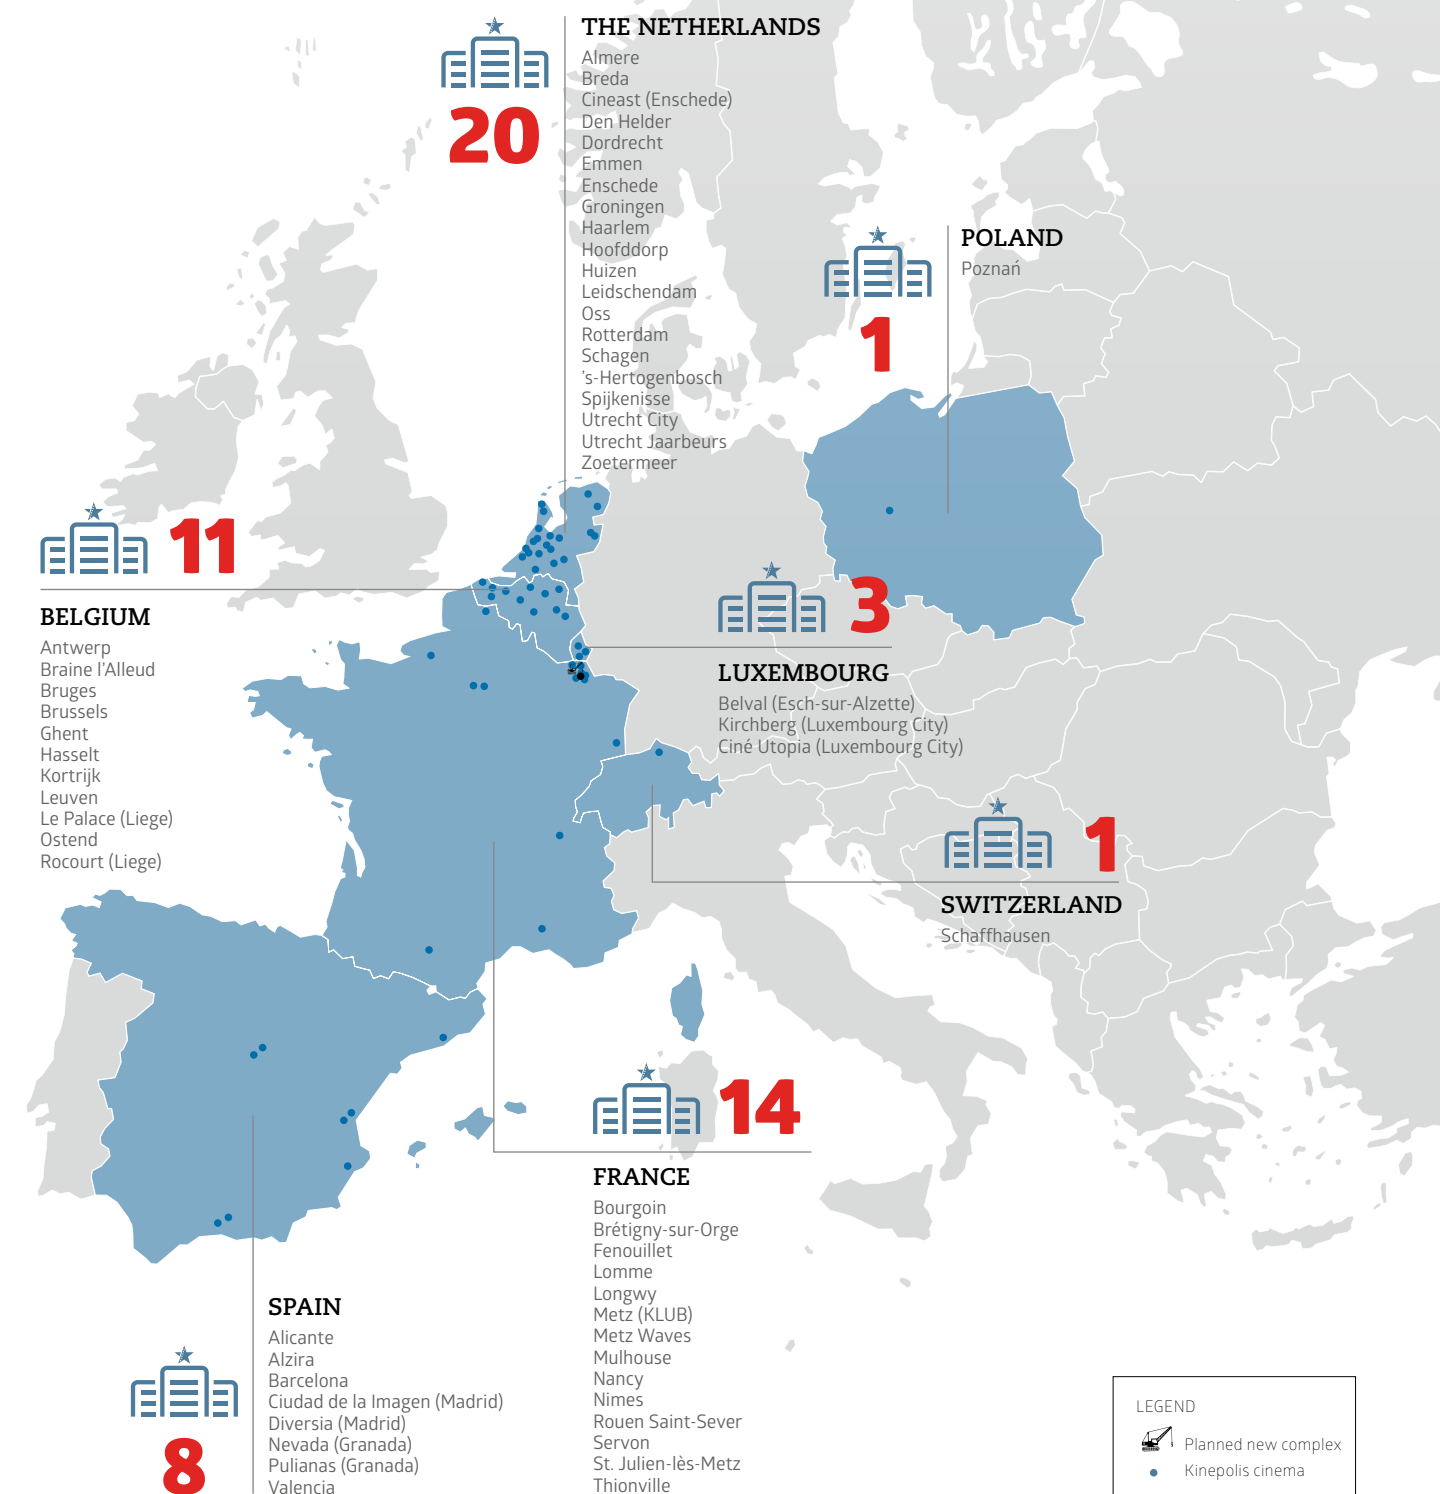 THE NETHERLANDS
20
Almere
Breda
Cineast (Enschede)
Den Helder
Dordrecht
Emmen
Enschede
Groningen
Haarlem
Hoofddorp
Huizen
Leidschendam
Oss
Rotterdam
Schagen
's-Hertogenbosch
Spijkenisse
Utrecht City
Utrecht Jaarbeurs
Zoetermeer
POLAND
1
Poznań
11
BELGIUM
Antwerp
Braine l'Alleud
Bruges
Brussels
Ghent
Hasselt
Kortrijk
Leuven
Le Palace (Liege)
Ostend
Rocourt (Liege)
3
LUXEMBOURG
Belval (Esch-sur-Alzette)
Kirchberg (Luxembourg City)
Ciné Utopia (Luxembourg City)
1
SWITZERLAND
Schaffhausen
14
FRANCE
Bourgoin
Brétigny-sur-Orge
Fenouillet
Lomme
Longwy
Metz (KLUB)
Metz Waves
Mulhouse
Nancy
Nimes
Rouen Saint-Sever
Servon
St. Julien-lès-Metz
Thionville
SPAIN
8
Alicante
Alzira
Barcelona
Ciudad de la Imagen (Madrid)
Diversia (Madrid)
Nevada (Granada)
Pulianas (Granada)
Valencia
LEGEND
Planned new complex
Kinepolis cinema